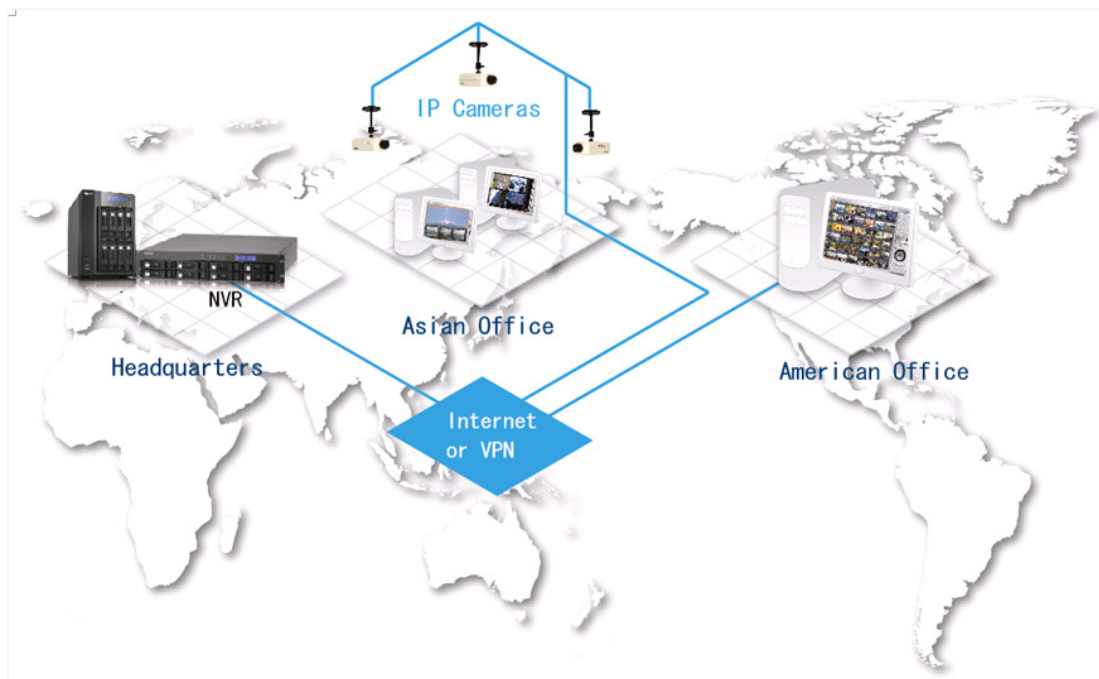 IP Cameras
NVR
Asian Office
Headquarters
American Office
Internet
or VPN